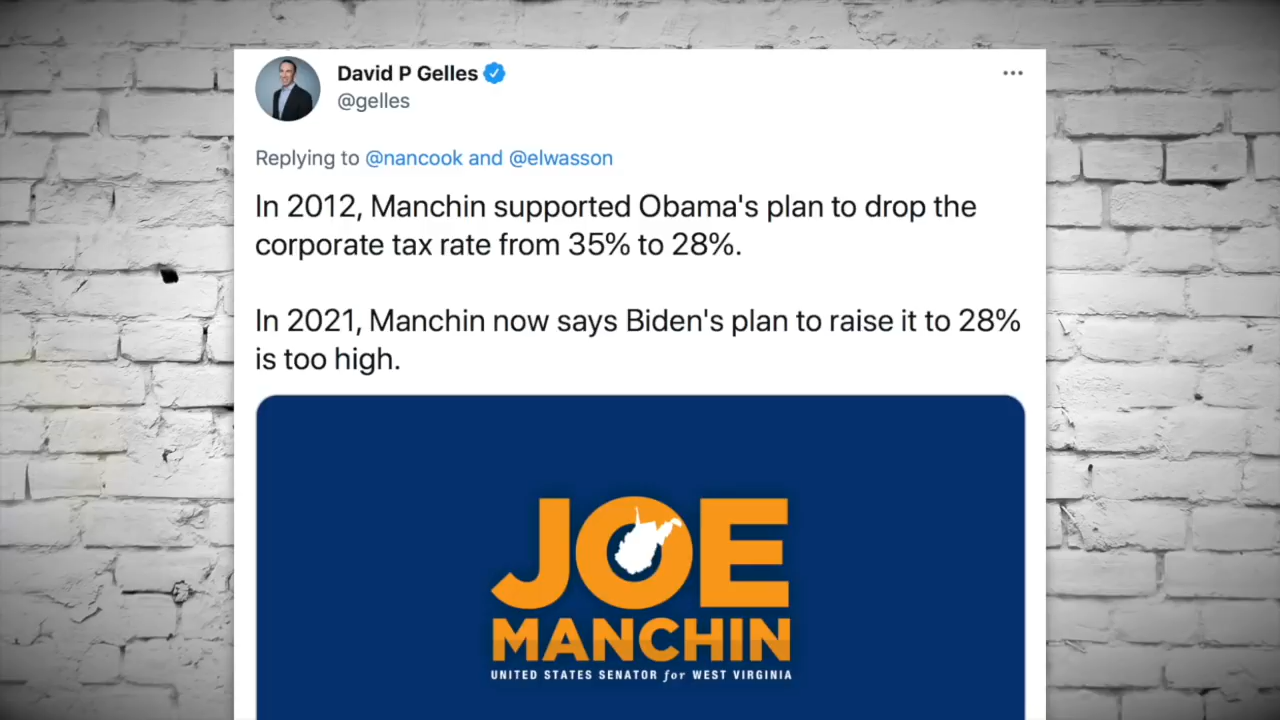 David P Gelles
@gelles
Replying to @nancook and @elwasson
In 2012, Manchin supported Obama's plan to drop the
corporate tax rate from 35% to 28%.
In 2021, Manchin now says Biden's plan to raise it to 28%
is too high.
JOE
MANCHIN
UNITED STATES SENATOR for WEST VIRGINIA